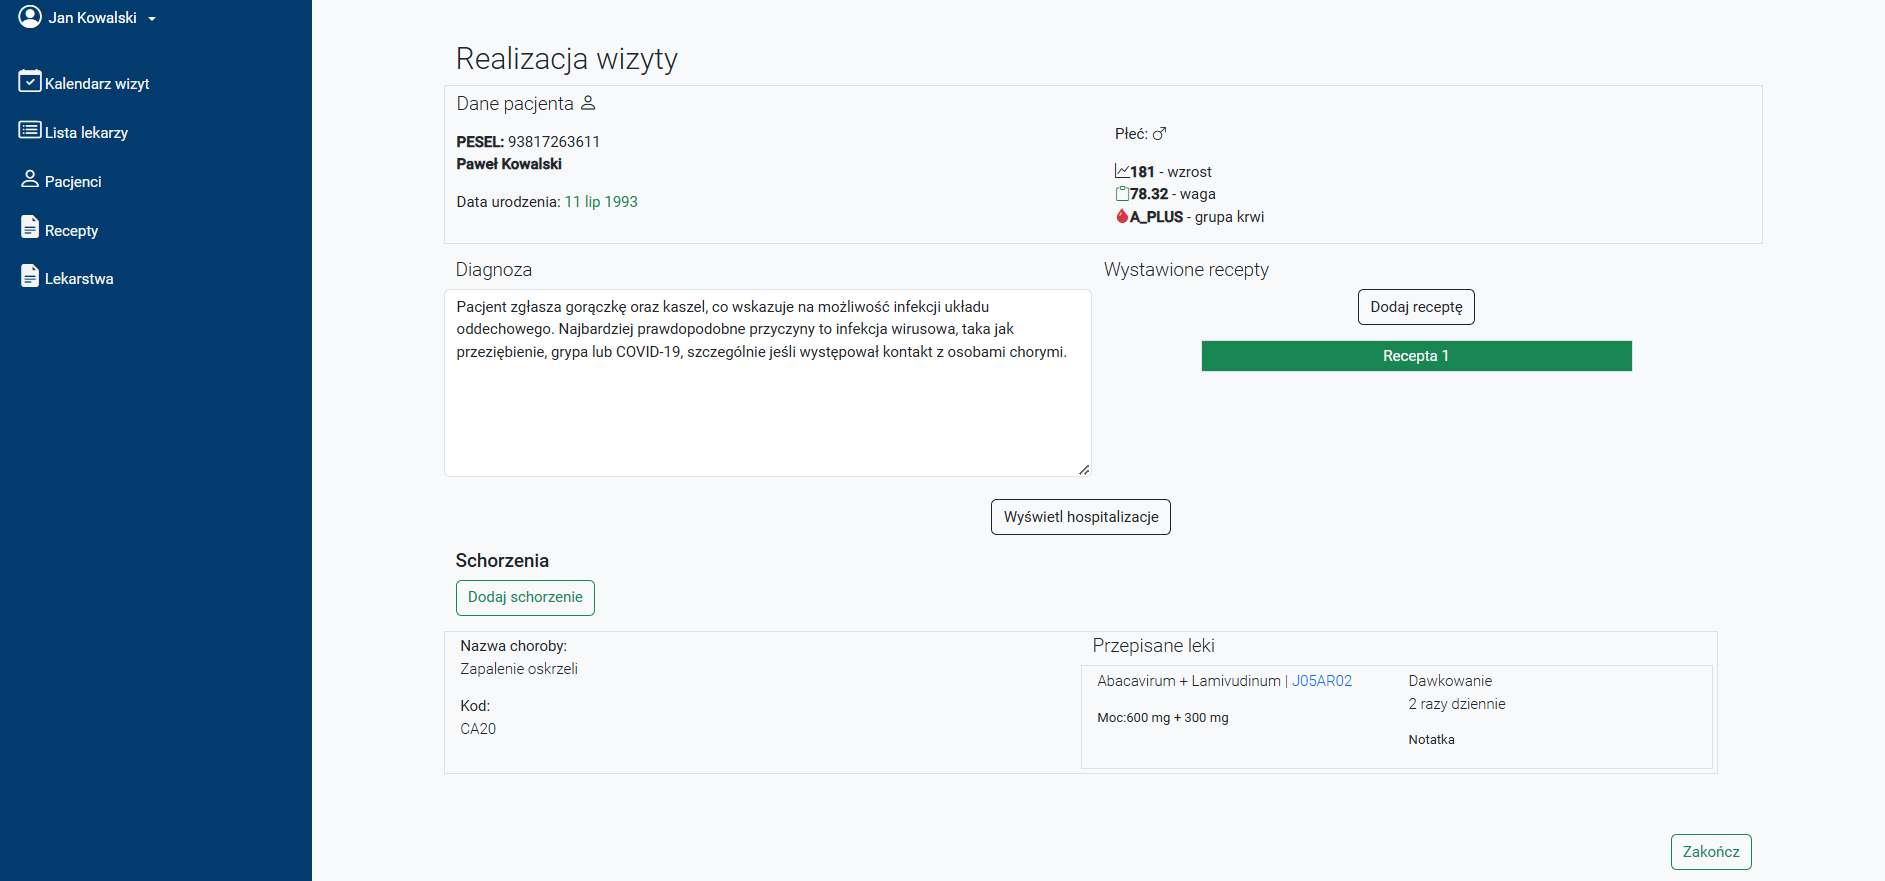 Jan Kowalski
Kalendarz wizyt
Lista lekarzy
Pacjenci
Recepty
Lekarstwa
Realizacja wizyty
Dane pacjenta
PESEL: 93817263611
Paweł Kowalski
Data urodzenia: 11 lip 1993
Płeć:
181 - wzrost
78.32 - waga
A_PLUS - grupa krwi
Diagnoza
Pacjent zgłasza gorączkę oraz kaszel, co wskazuje na możliwość infekcji układu
oddechowego. Najbardziej prawdopodobne przyczyny to infekcja wirusowa, taka jak
przeziębienie, grypa lub COVID-19, szczególnie jeśli występował kontakt z osobami chorymi.
Wystawione recepty
Dodaj receptę
Recepta 1
Wyświetl hospitalizacje
Schorzenia
Dodaj schorzenie
Nazwa choroby:
Zapalenie oskrzeli
Kod:
CA20
Przepisane leki
Abacavirum + Lamivudinum | J05AR02
Moc:600 mg + 300 mg
Dawkowanie
2 razy dziennie
Notatka
Zakończ